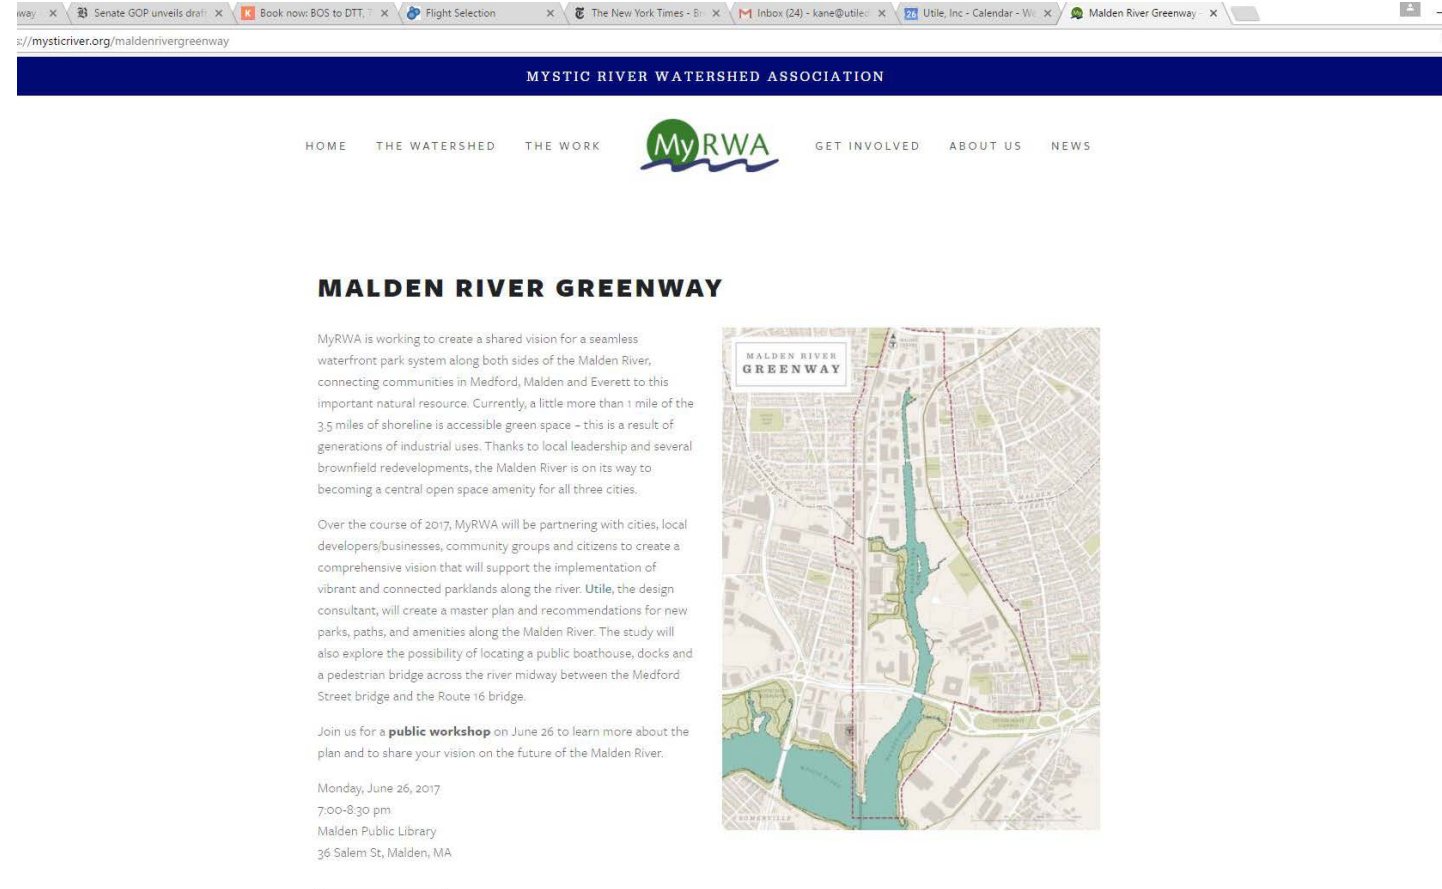 way
Senate GOP unveils draf
Book now: BOS to DTT,
Flight Selection
The New York Times - Br
Inbox (24) - kane@utile
Utile, Inc - Calendar - We
Malden River Greenway -
s://mysticriver.org/maldenrivergreenway
MYSTIC RIVER WATERSHED ASSOCIATION
HOME THE WATERSHED THE WORK MyRWA GET INVOLVED ABOUT US NEWS
MALDEN RIVER GREENWAY
MyRWA is working to create a shared vision for a seamless
waterfront park system along both sides of the Malden River,
connecting communities in Medford, Malden and Everett to this
important natural resource. Currently, a little more than 1 mile of the
3.5 miles of shoreline is accessible green space – this is a result of
generations of industrial uses. Thanks to local leadership and several
brownfield redevelopments, the Malden River is on its way to
becoming a central open space amenity for all three cities.
Over the course of 2017, MyRWA will be partnering with cities, local
developers/businesses, community groups and citizens to create a
comprehensive vision that will support the implementation of
vibrant and connected parklands along the river. Utile, the design
consultant, will create a master plan and recommendations for new
parks, paths, and amenities along the Malden River. The study will
also explore the possibility of locating a public boathouse, docks and
a pedestrian bridge across the river midway between the Medford
Street bridge and the Route 16 bridge.
Join us for a public workshop on June 26 to learn more about the
plan and to share your vision on the future of the Malden River.
Monday, June 26, 2017
7:00-8:30 pm
Malden Public Library
36 Salem St, Malden, MA
MALDEN RIVER
GREENWAY
MALDEN
SOMERVILLE